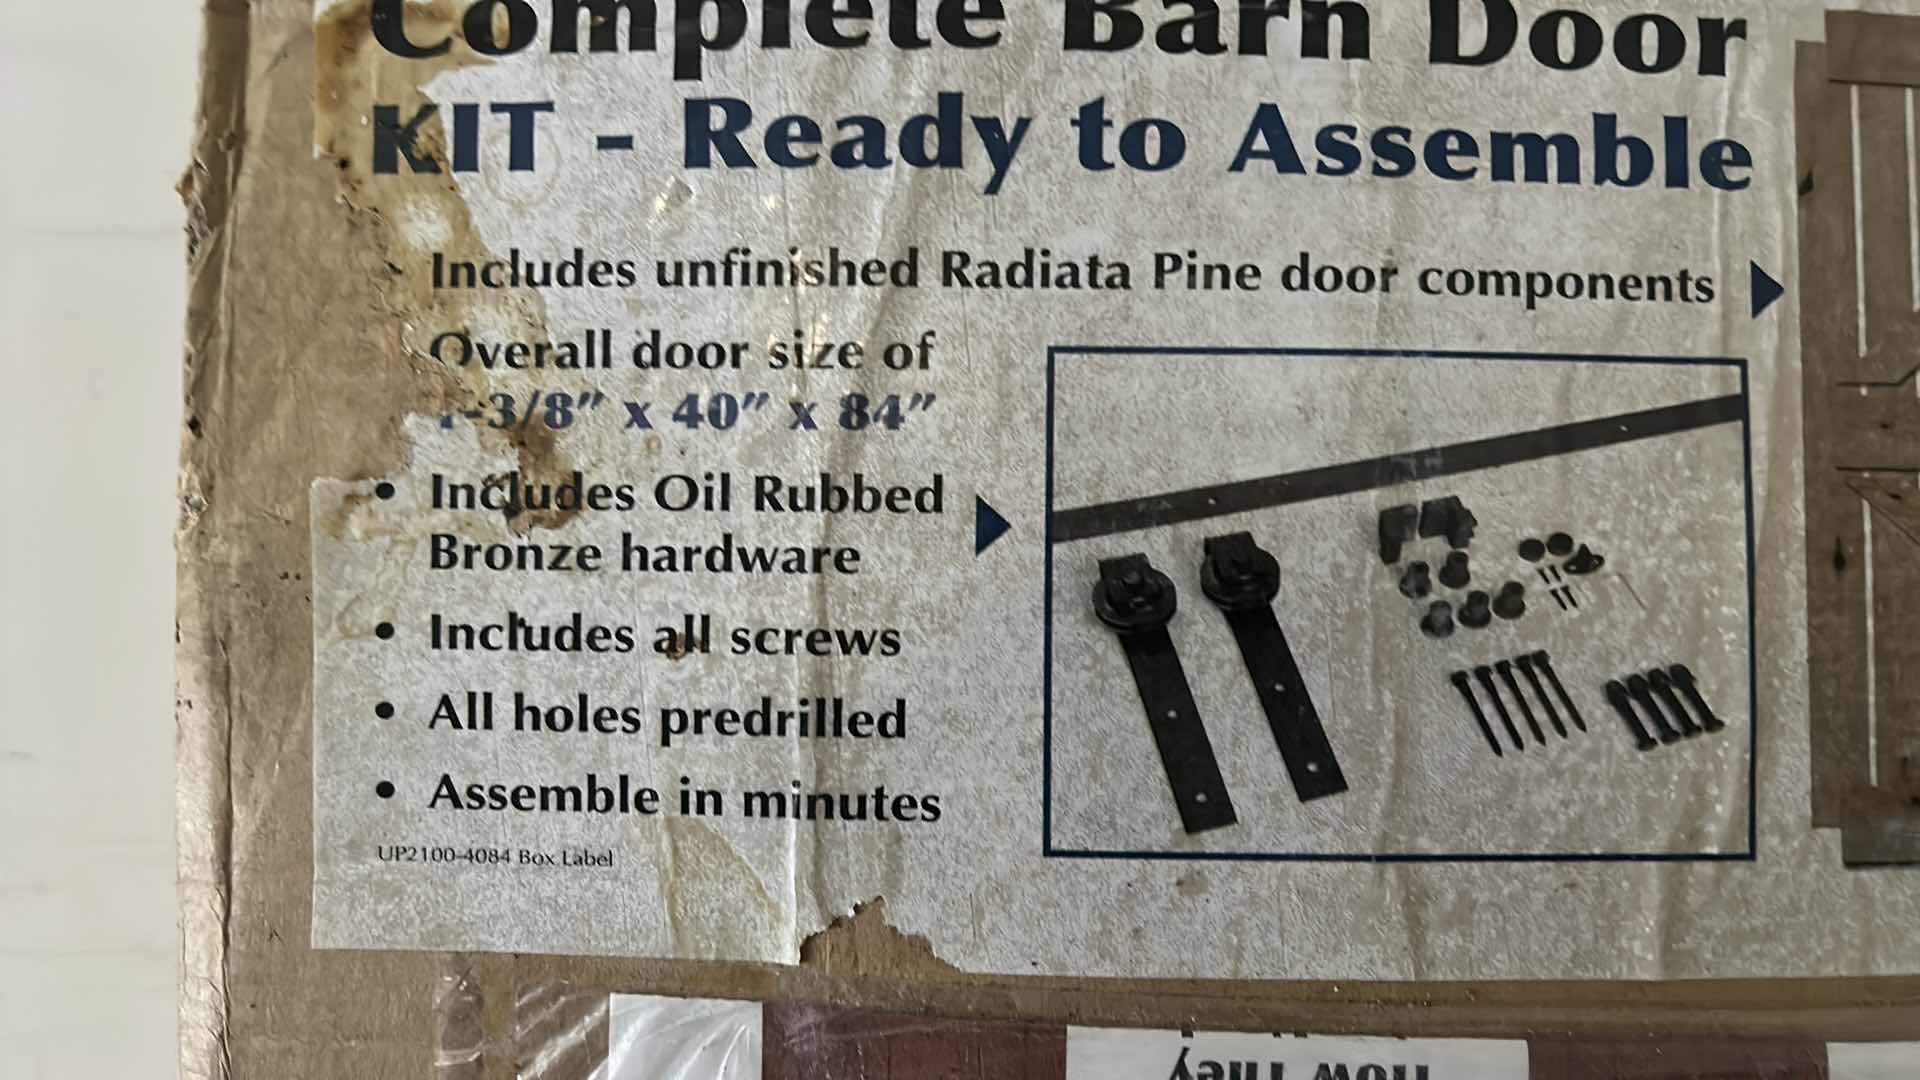 Complete Barn Door
KIT - Ready to Assemble
Includes unfinished Radiata Pine door components
Overall door size of
-3/8" x 40" x 84"
• Includes Oil Rubbed
Bronze hardware
• Includes all screws
• All holes predrilled
• Assemble in minutes
UP2100-4084 Box Label